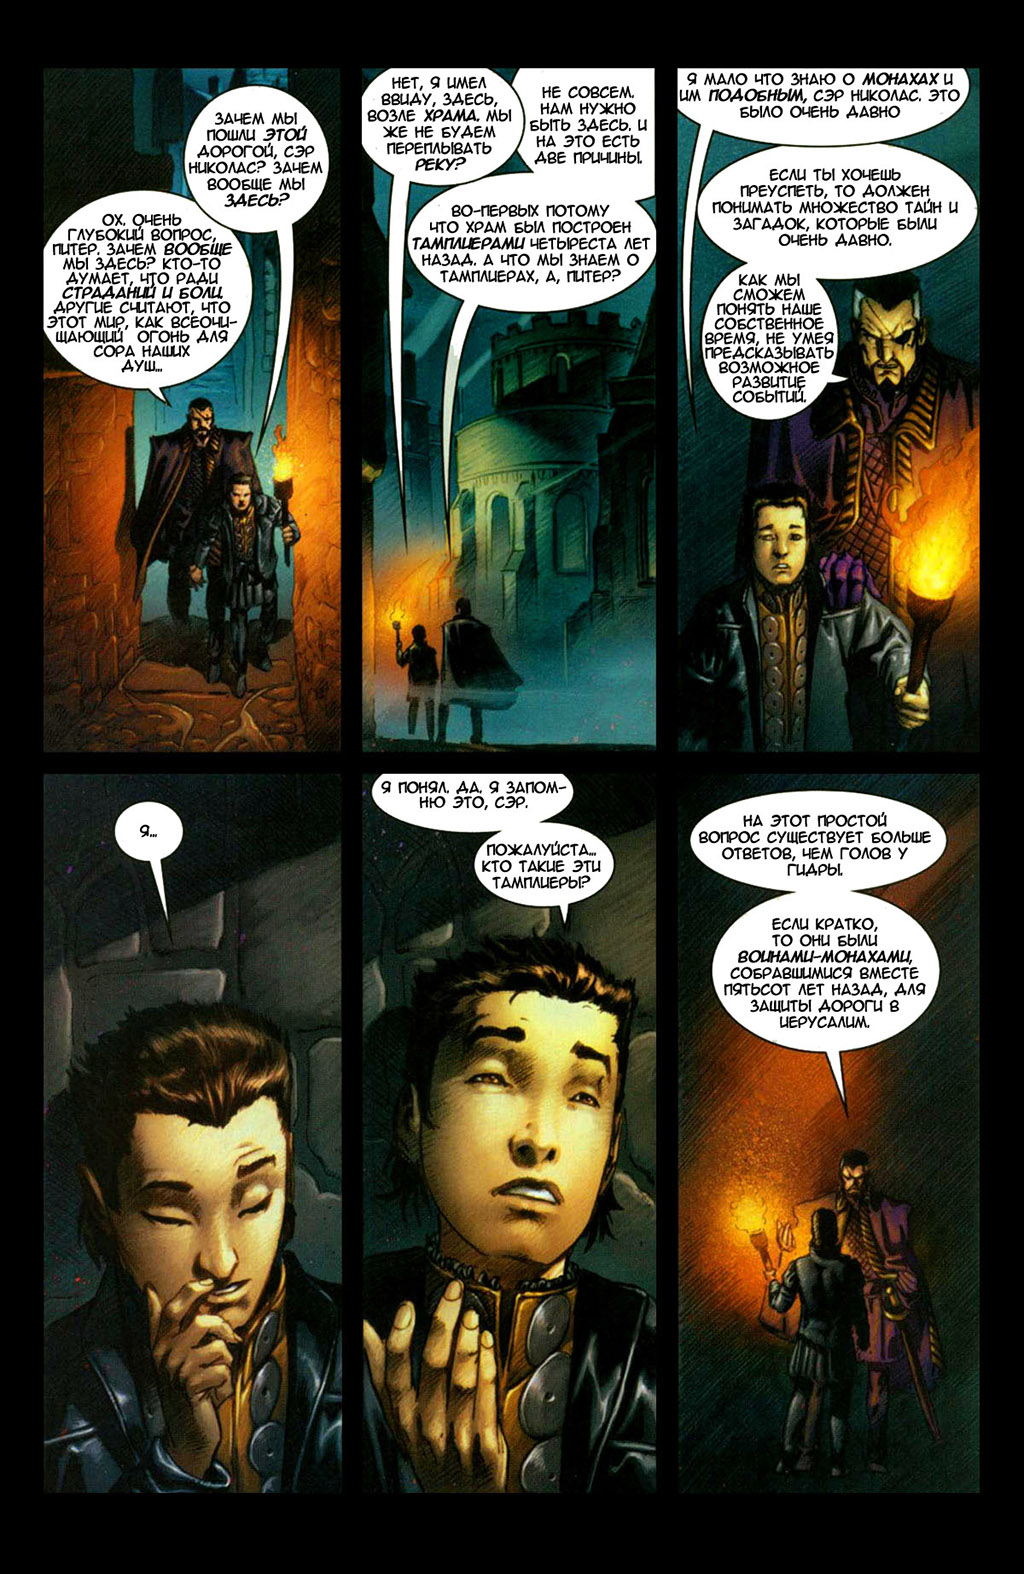 ЗАЧЕМ МЫ
ПОШЛИ ЭТОЙ
ДОРОГОЙ, СЭР
НИКОЛАС? ЗАЧЕМ
ВООБЩЕ МЫ
ЗДЕСЬ?
ОХ, ОЧЕНЬ
ГЛУБОКИЙ ВОПРОС,
ПИТЕР. ЗАЧЕМ ВООБЩЕ
МЫ ЗДЕСЬ? КТО-ТО
ДУМАЕТ, ЧТО РАДИ
СТРАДАНИЙ И БОЛИ.
ДРУГИЕ СЧИТАЮТ, ЧТО
ЭТОТ МИР, КАК ВСЕОЧИ-
ЩАЮЩИЙ ОГОНЬ ДЛЯ
СОРА НАШИХ
ДУШ...
НЕТ, Я ИМЕЛ
ВВИДУ, ЗДЕСЬ,
ВОЗЛЕ ХРАМА. МЫ
ЖЕ НЕ БУДЕМ
ПЕРЕПЛЫВАТЬ
РЕКУ?
НЕ СОВСЕМ.
НАМ НУЖНО
БЫТЬ ЗДЕСЬ. И
НА ЭТО ЕСТЬ
ДВЕ ПРИЧИНЫ.
ВО-ПЕРВЫХ ПОТОМУ
ЧТО ХРАМ БЫЛ ПОСТРОЕН
ТАМПЛИЕРАМИ ЧЕТЫРЕСТА ЛЕТ
НАЗАД. А ЧТО МЫ ЗНАЕМ О
ТАМПЛИЕРАХ, А, ПИТЕР?
Я МАЛО ЧТО ЗНАЮ О МОНАХАХ И
ИМ ПОДОБНЫМ, СЭР НИКОЛАС. ЭТО
БЫЛО ОЧЕНЬ ДАВНО
ЕСЛИ ТЫ ХОЧЕШЬ
ПРЕУСПЕТЬ, ТО ДОЛЖЕН
ПОНИМАТЬ МНОЖЕСТВО ТАЙН И
ЗАГАДОК, КОТОРЫЕ БЫЛИ
ОЧЕНЬ ДАВНО.
КАК МЫ
СМОЖЕМ
ПОНЯТЬ НАШЕ
СОБСТВЕННОЕ
ВРЕМЯ, НЕ УМЕЯ
ПРЕДСКАЗЫВАТЬ
ВОЗМОЖНОЕ
РАЗВИТИЕ
СОБЫТИЙ.
Я...
Я ПОНЯЛ. ДА. Я ЗАПОМ-
НЮ ЭТО, СЭР.
ПОЖАЛУЙСТА...
КТО ТАКИЕ ЭТИ
ТАМПЛИЕРЫ?
НА ЭТОТ ПРОСТОЙ
ВОПРОС СУЩЕСТВУЕТ БОЛЬШЕ
ОТВЕТОВ, ЧЕМ ГОЛОВ У
ГИДРЫ.
ЕСЛИ КРАТКО,
ТО ОНИ БЫЛИ
ВОИНАМИ-МОНАХАМИ,
СОБРАВШИМИСЯ ВМЕСТЕ
ПЯТЬСОТ ЛЕТ НАЗАД, ДЛЯ
ЗАЩИТЫ ДОРОГИ В
ИЕРУСАЛИМ.